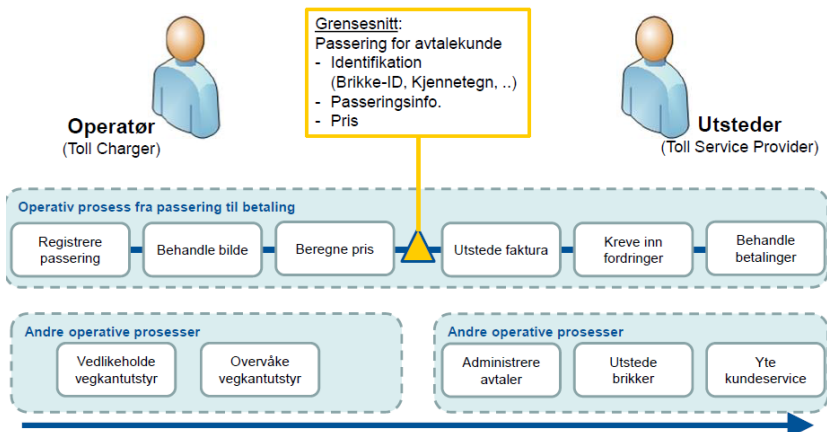 Grensesnitt:
Passering for avtalekunde
- Identifikation
(Brikke-ID, Kjennetegn, ..)
- Passeringsinfo.
- Pris
Operatør
(Toll Charger)
Utsteder
(Toll Service Provider)
Operativ prosess fra passering til betaling
Registrere
passering
Behandle bilde
Beregne pris
Utstede faktura
Kreve inn
fordringer
Behandle
betalinger
Andre operative prosesser
Vedlikeholde
vegkantutstyr
Overvåke
vegkantutstyr
Andre operative prosesser
Administrere
avtaler
Utstede
brikker
Yte
kundeservice